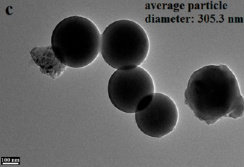 c
average particle
diameter: 305.3 nm
100 nm